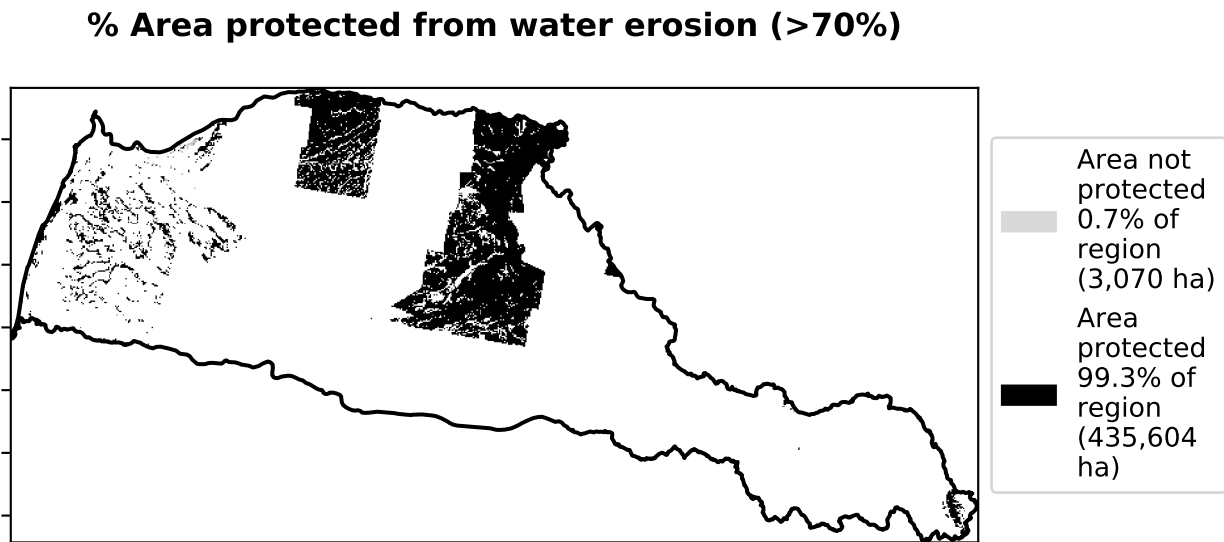 % Area protected from water erosion (>70%)
Area not
protected
0.7% of
region
(3,070 ha)
Area
protected
99.3% of
region
(435,604
ha)